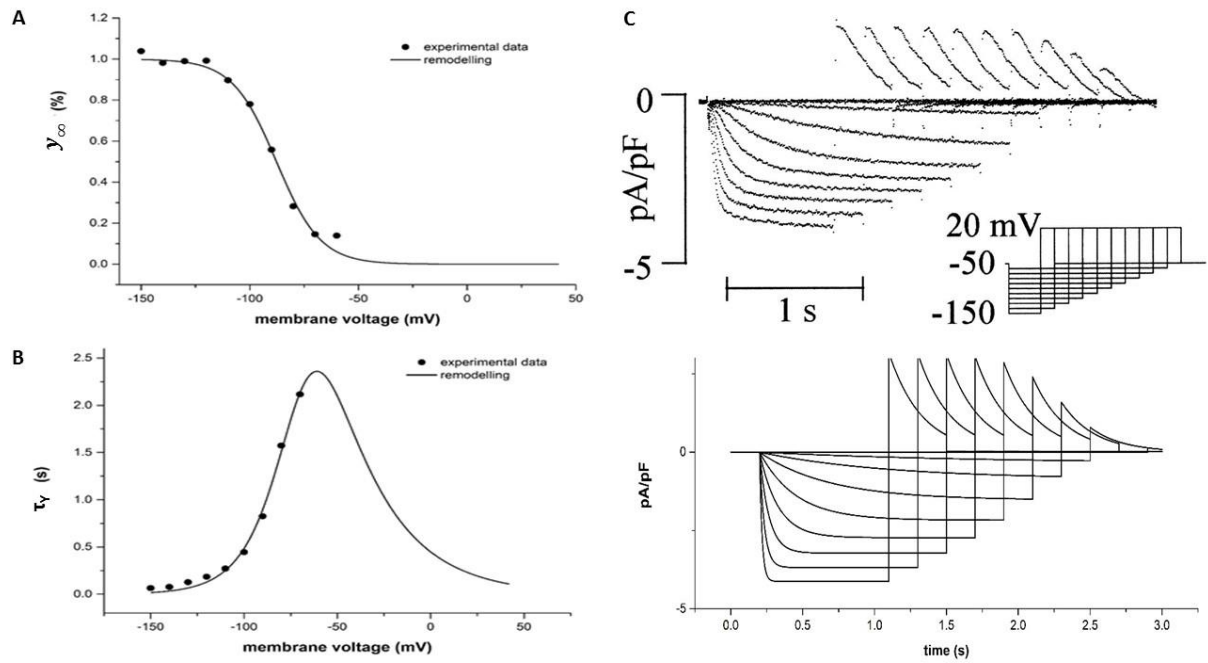 A
1.2
1.0
0.8
0.6
0.4
0.2
0.0
y∞ (%)
experimental data
remodelling
-150
-100
-50
0
50
membrane voltage (mV)
B
2.5
2.0
1.5
1.0
0.5
0.0
τY (s)
experimental data
remodelling
-150
-100
-50
0
50
membrane voltage (mV)
C
0
pA/pF
-5
1 s
20 mV
-50
-150
0
pA/pF
-5
0.0
0.5
1.0
1.5
2.0
2.5
3.0
time (s)